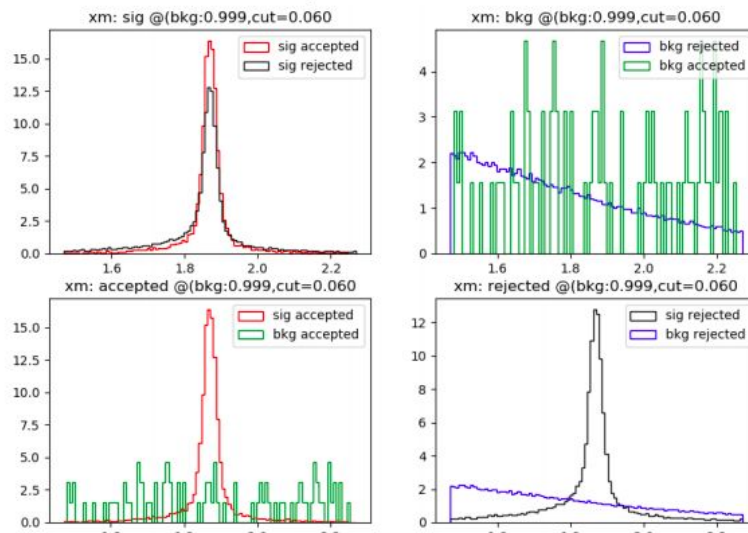 xm: sig @(bkg:0.999,cut=0.060
15.0
12.5
10.0
7.5
5.0
2.5
0.0
1.6
1.8
2.0
2.2
sig accepted
sig rejected
xm: bkg @(bkg:0.999,cut=0.060
4
3
2
1
0
1.6
1.8
2.0
2.2
bkg rejected
bkg accepted
xm: accepted @(bkg:0.999,cut=0.060
15.0
12.5
10.0
7.5
5.0
2.5
0.0
sig accepted
bkg accepted
xm: rejected @(bkg:0.999,cut=0.060
12
10
8
6
4
2
0
sig rejected
bkg rejected